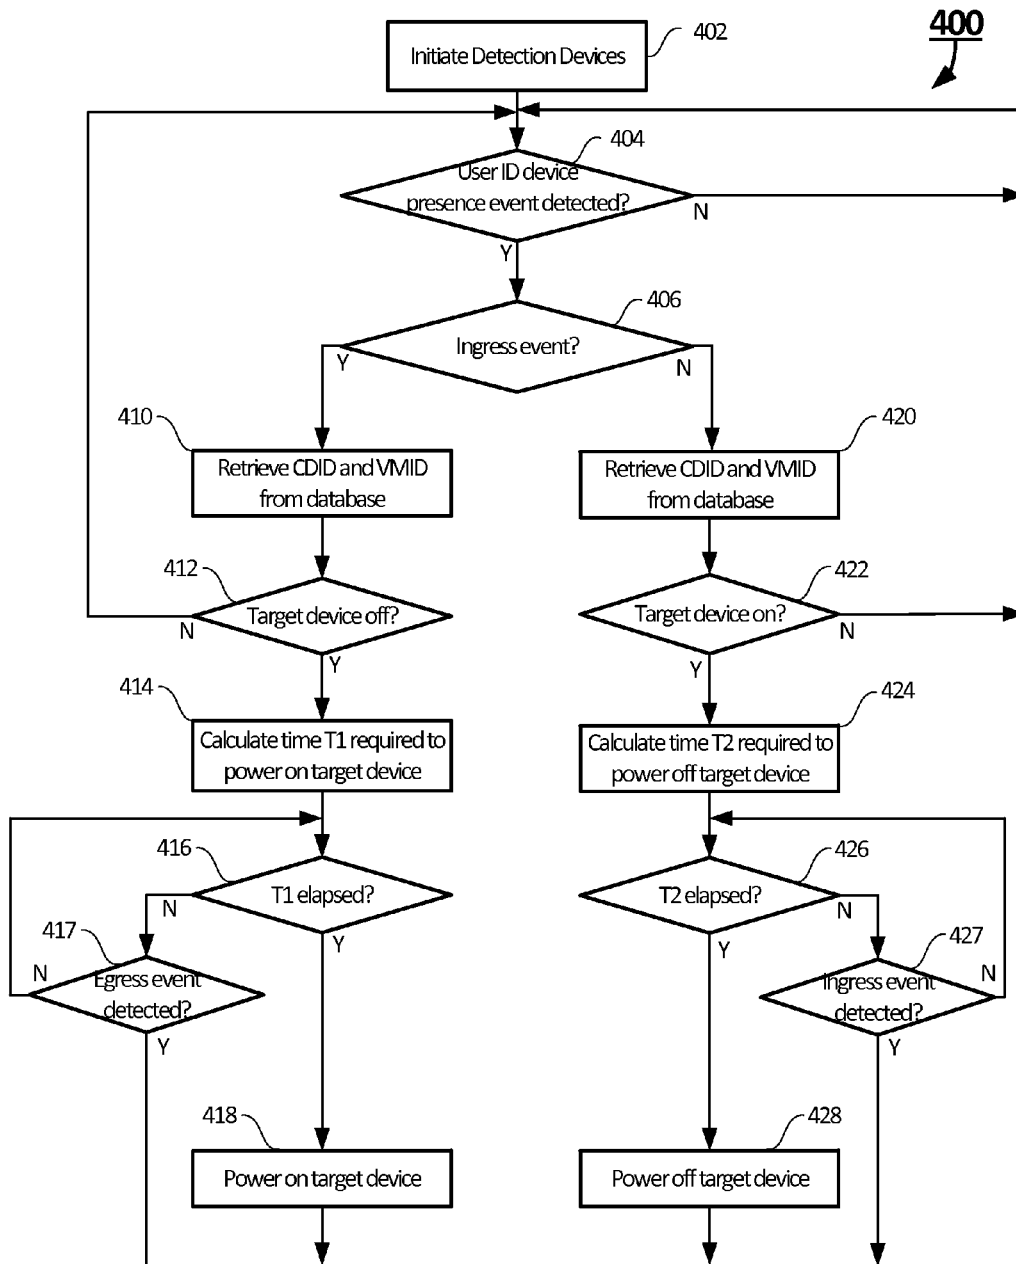 400
402
Initiate Detection Devices
404
User ID device
presence event detected?
N
Y
406
Ingress event?
Y
N
410
420
Retrieve CDID and VMID
from database
Retrieve CDID and VMID
from database
412
422
Target device off?
Target device on?
N
Y
Y
N
414
424
Calculate time T1 required to
power on target device
Calculate time T2 required to
power off target device
416
426
T1 elapsed?
T2 elapsed?
N
Y
Y
N
417
427
Egress event
detected?
Ingress event
detected?
N
Y
N
Y
418
428
Power on target device
Power off target device